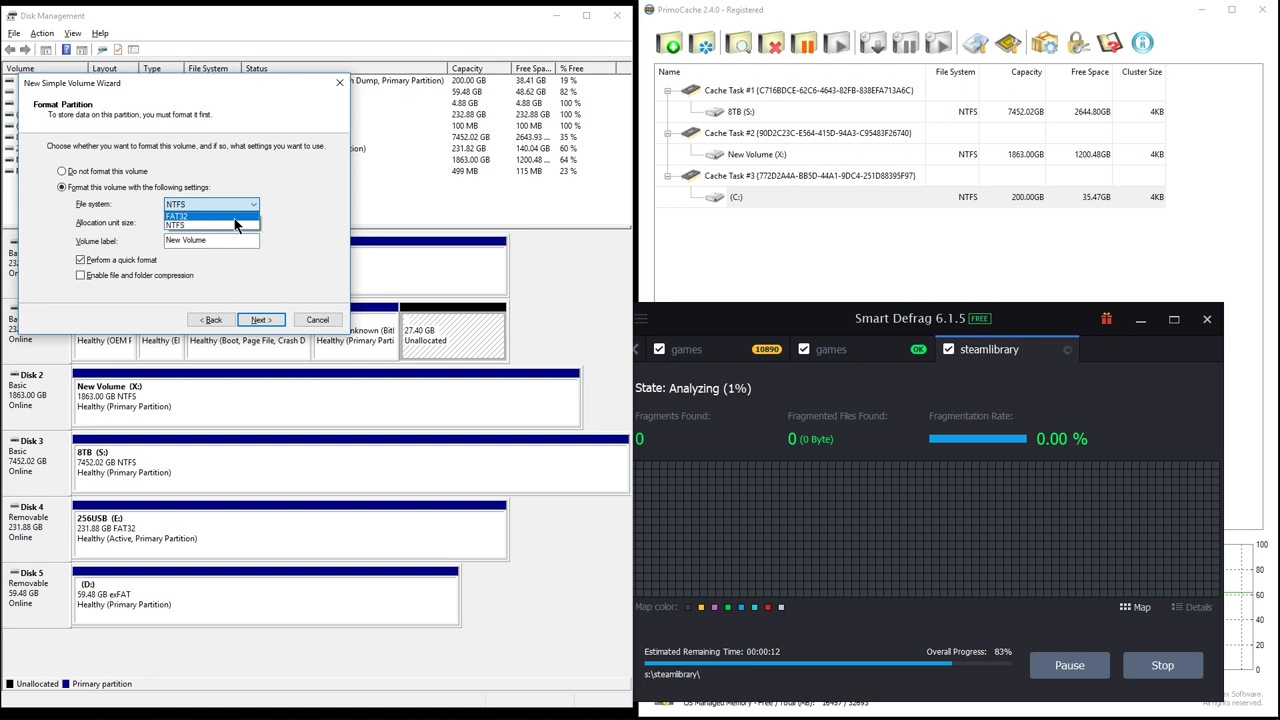 Disk Management
File Action View Help
Volume Layout Type File System Status Capacity Free Spa... % Free
Dump, Primary Partition) 200.00 GB 38.41 GB 19 %
59.48 GB 48.62 GB 82 %
4.88 GB 4.88 GB 100 %
232.88 GB 232.88 GB 100 %
100 MB 100 MB 100 %
7452.02 GB 2643.93 ... 35 %
231.82 GB 140.04 GB 60 %
1863.00 GB 1200.48 ... 64 %
499 MB 115 MB 23 %
New Simple Volume Wizard
Format Partition
To store data on this partition, you must format it first.
Choose whether you want to format this volume, and if so, what settings you want to use.
Do not format this volume
Format this volume with the following settings:
File system: NTFS
FAT32
NTFS
Allocation unit size:
Volume label: New Volume
Perform a quick format
Enable file and folder compression
< Back Next > Cancel
27.40 GB
Unallocated
Healthy (OEM P Healthy (EI Healthy (Boot, Page File, Crash D Healthy (Primary Parti
Disk 2
Basic
1863.00 GB
Online
New Volume (X:)
1863.00 GB NTFS
Healthy (Primary Partition)
Disk 3
Basic
7452.02 GB
Online
8TB (S:)
7452.02 GB NTFS
Healthy (Primary Partition)
Disk 4
Removable
231.88 GB
Online
256USB (E:)
231.88 GB FAT32
Healthy (Active, Primary Partition)
Disk 5
Removable
59.48 GB
Online
(D:)
59.48 GB exFAT
Healthy (Primary Partition)
Unallocated Primary partition
PrimoCache 2.4.0 - Registered
Name File System Capacity Free Space Cluster Size
Cache Task #1 {C716BDCE-62C6-4643-82FB-838EFA713A6C}
8TB (S:) NTFS 7452.02GB 2644.80GB 4KB
Cache Task #2 {90D2C23C-E564-415D-94A3-C95483F26740}
New Volume (X:) NTFS 1863.00GB 1200.48GB 4KB
Cache Task #3 {772D2A4A-BB5D-44A1-9DC4-251D88395F97}
(C:) NTFS 200.00GB 35.47GB 4KB
Smart Defrag 6.1.5 FREE
games 10890 games OK steamlibrary
State: Analyzing (1%)
Fragments Found: Fragmented Files Found: Fragmentation Rate:
0 0 (0 Byte) 0.00 %
Map color: Map Details
Estimated Remaining Time: 00:00:12 Overall Progress: 83%
s:\steamlibrary\
Pause Stop
100
80
60
40
20
0